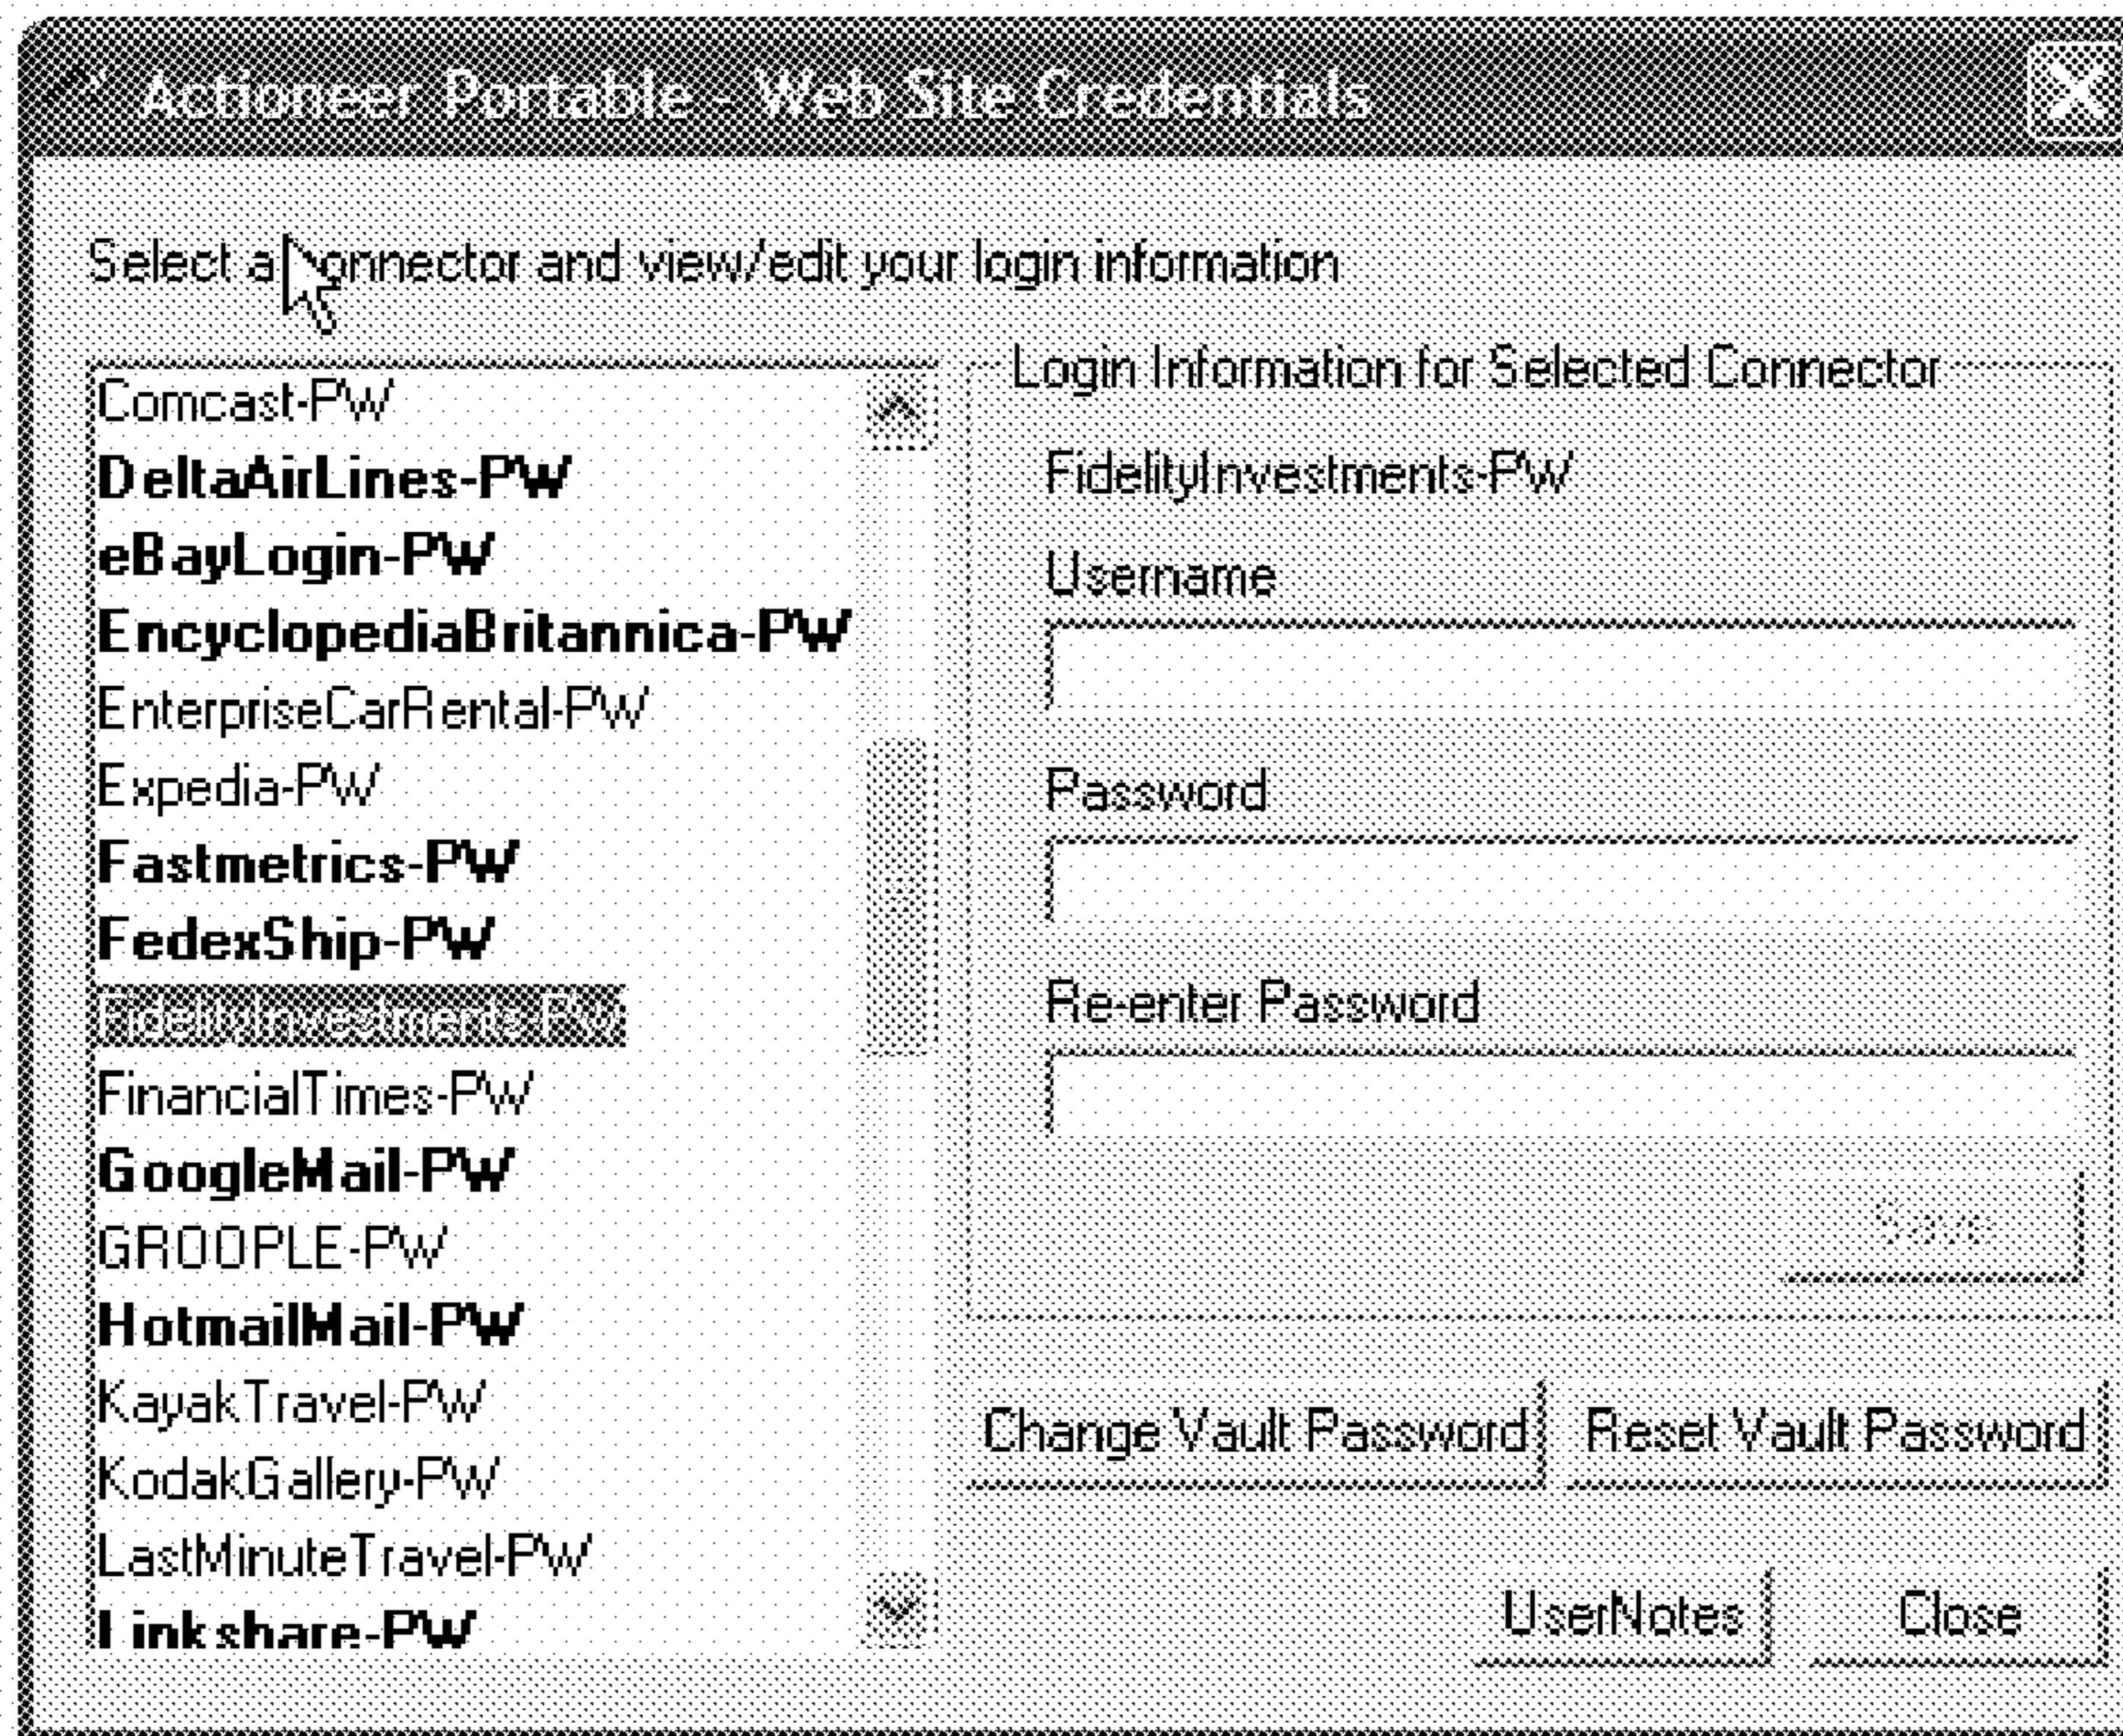 Actioneer Portable - Web Site Credentials
Select a connector and view/edit your login information
Comcast-PW
DeltaAirLines-PW
eBayLogin-PW
EncyclopediaBritannica-PW
EnterpriseCarRental-PW
Expedia-PW
Fastmetrics-PW
FedexShip-PW
FidelityInvestments-PW
FinancialTimes-PW
GoogleMail-PW
GROOPLE-PW
HotmailMail-PW
KayakTravel-PW
KodakGallery-PW
LastMinuteTravel-PW
Linkshare-PW
Login Information for Selected Connector
FidelityInvestments-PW
Username
Password
Re-enter Password
Save
Change Vault Password
Reset Vault Password
UserNotes
Close